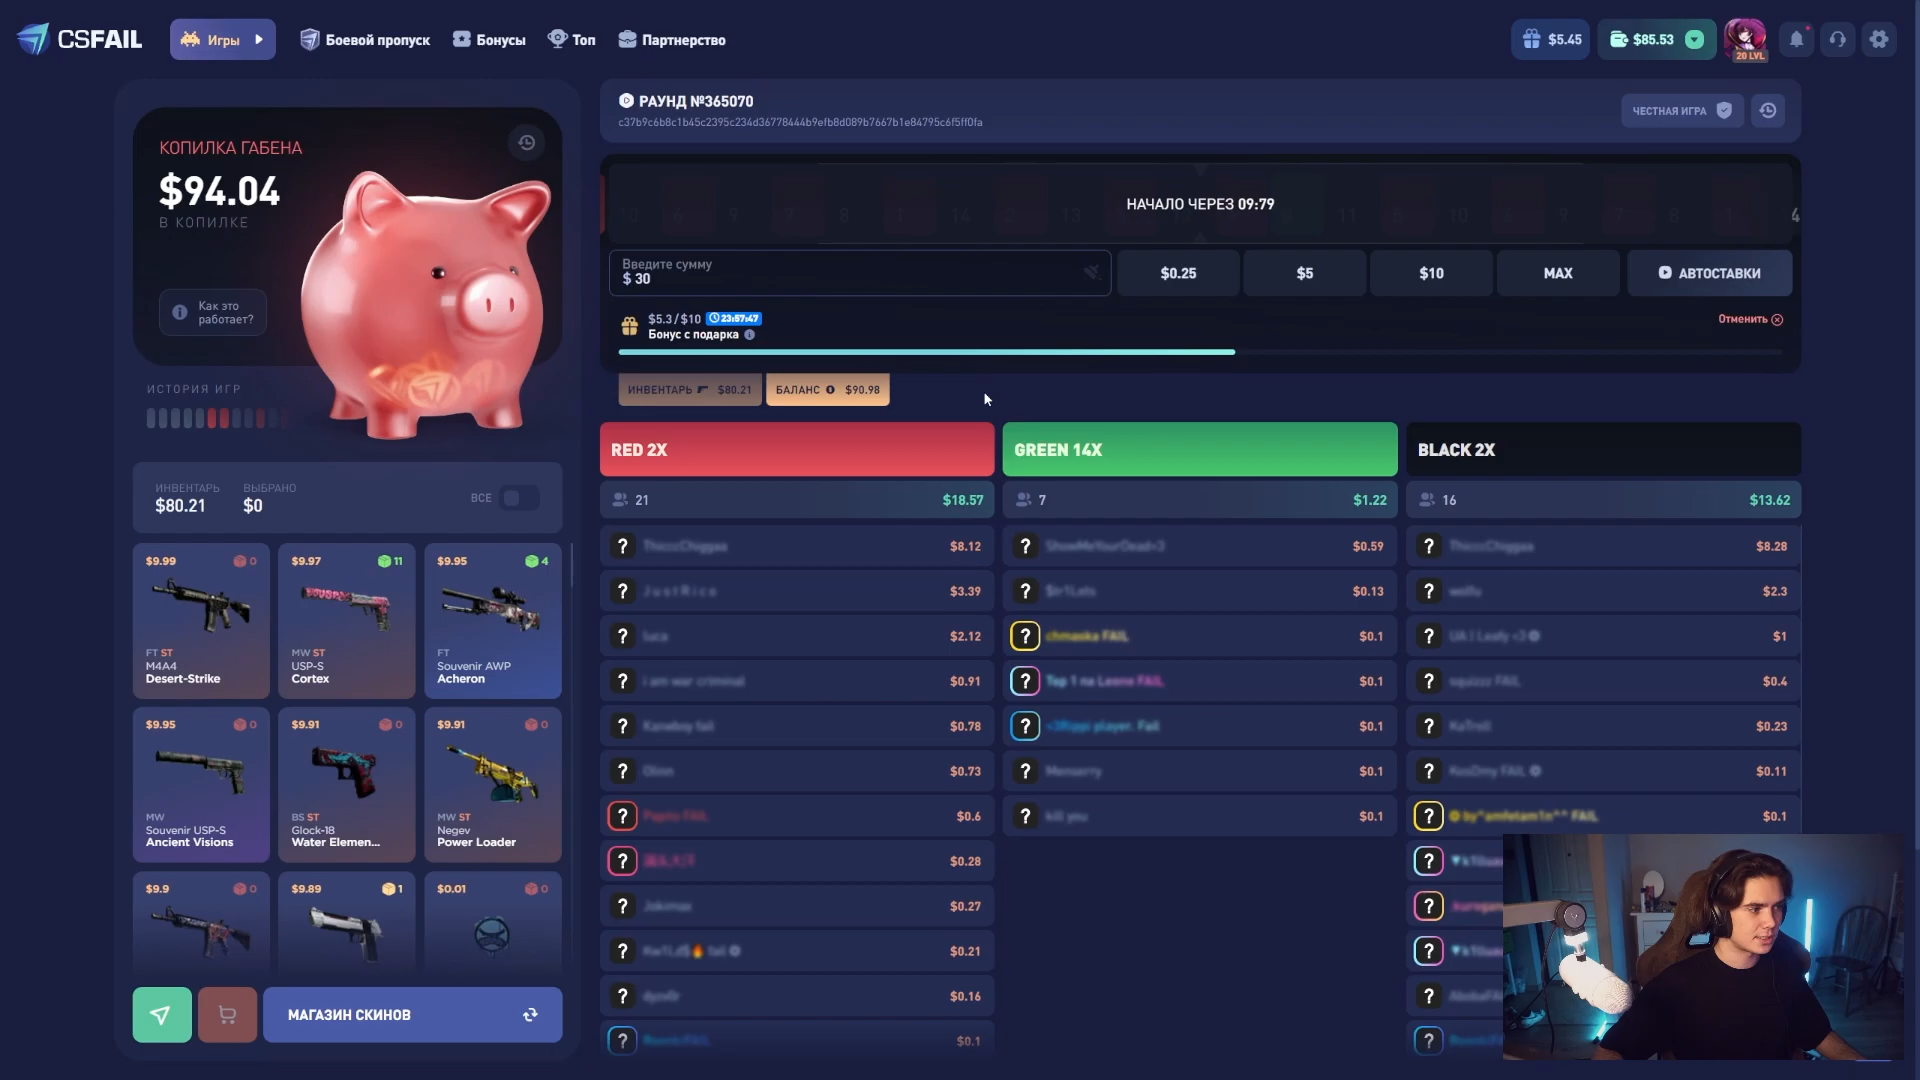 CSFAIL
Игры
Боевой пропуск
Бонусы
Топ
Партнерство
$5.45
$85.53
20 LVL
КОПИЛКА ГАБЕНА
$94.04
В КОПИЛКЕ
Как это
работает?
ИСТОРИЯ ИГР
ИНВЕНТАРЬ
$80.21
ВЫБРАНО
$0
ВСЕ
$9.99
0
FT ST
M4A4
Desert-Strike
$9.97
11
MW ST
USP-S
Cortex
$9.95
4
FT
Souvenir AWP
Acheron
$9.95
0
MW
Souvenir USP-S
Ancient Visions
$9.91
0
BS ST
Glock-18
Water Elemen...
$9.91
0
MW ST
Negev
Power Loader
$9.9
0
$9.89
1
$0.01
0
МАГАЗИН СКИНОВ
РАУНД №365070
c37b9c6b8c1b45c2395c234d36778444b9efb8d089b7667b1e84795c6f5ff0fa
ЧЕСТНАЯ ИГРА
НАЧАЛО ЧЕРЕЗ 09:79
Введите сумму
$ 30
$0.25
$5
$10
MAX
АВТОСТАВКИ
$5.3/$10
23:57:47
Бонус с подарка
Отменить
ИНВЕНТАРЬ $80.21
БАЛАНС $90.98
RED 2X
21
$18.57
$8.12
$3.39
$2.12
$0.91
$0.78
$0.73
$0.6
$0.28
$0.27
$0.21
$0.16
$0.1
GREEN 14X
7
$1.22
$0.59
$0.13
$0.1
$0.1
$0.1
$0.1
$0.1
BLACK 2X
16
$13.62
$8.28
$2.3
$1
$0.4
$0.23
$0.11
$0.1